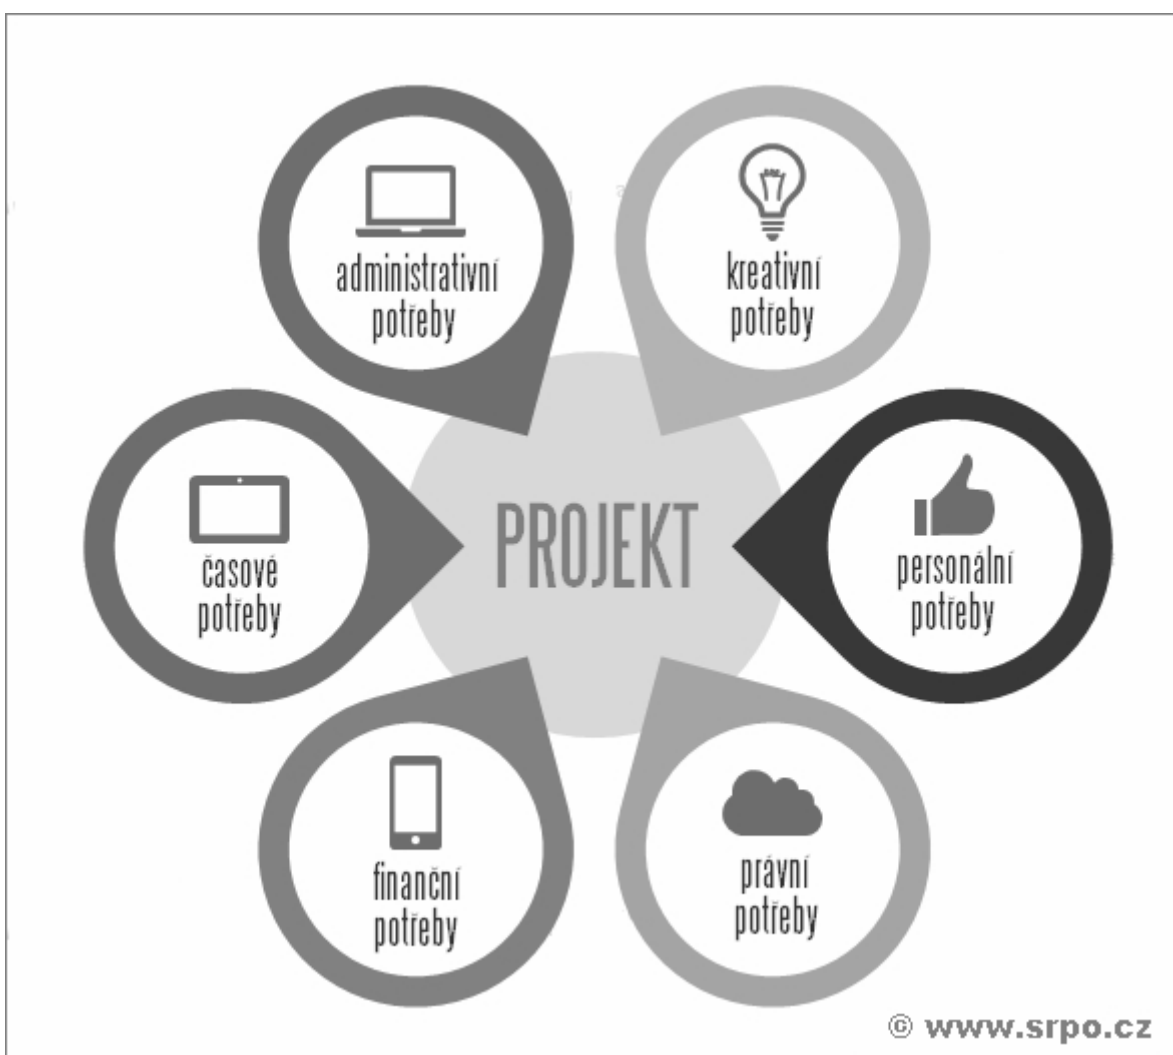 administrativní
potřeby
kreativní
potřeby
časové
potřeby
PROJEKT
personální
potřeby
finanční
potřeby
právní
potřeby
© www.srpo.cz